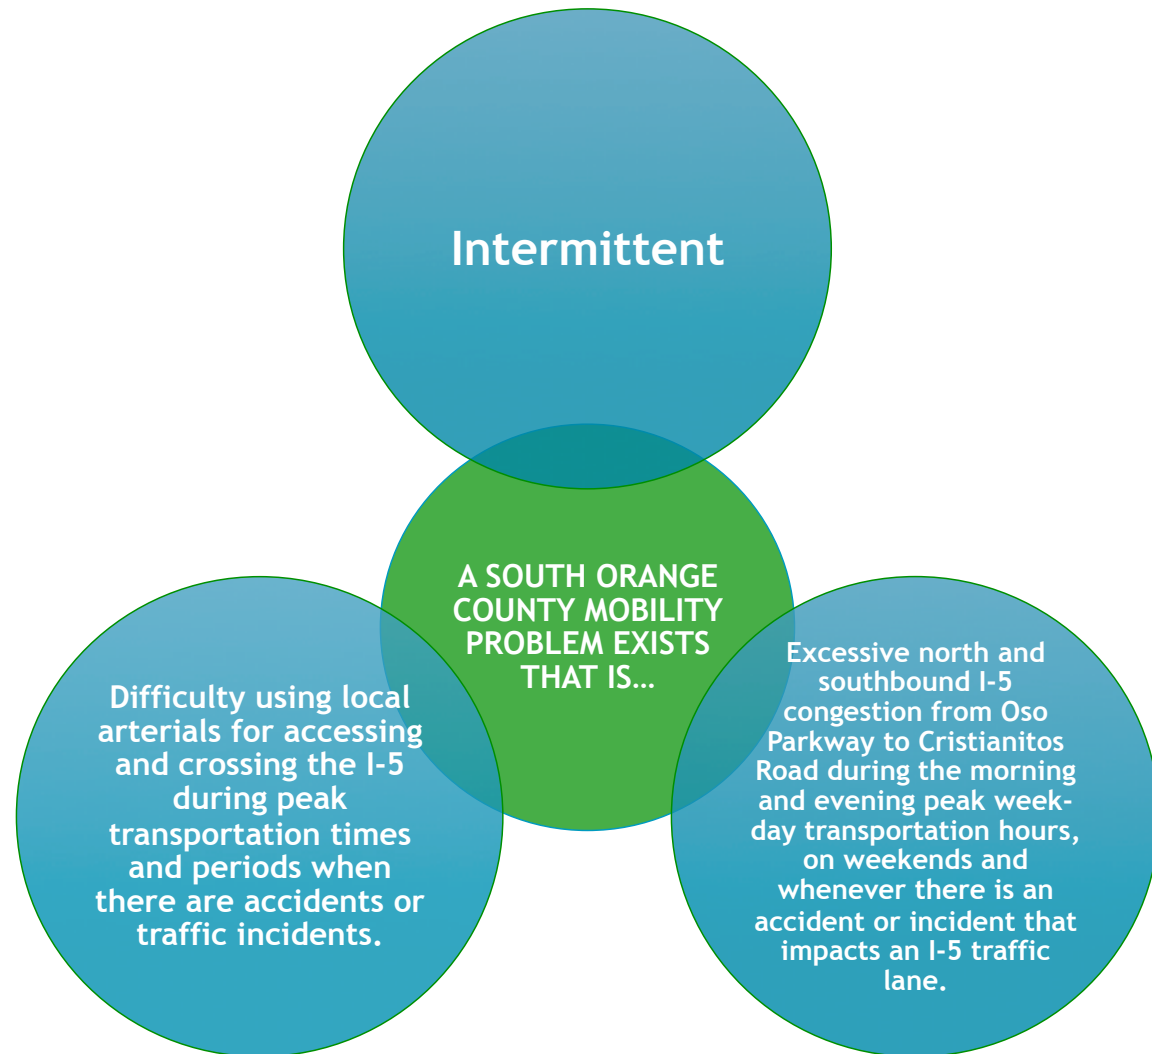 Intermittent
A SOUTH ORANGE
COUNTY MOBILITY
PROBLEM EXISTS
THAT IS…
Difficulty using local
arterials for accessing
and crossing the I-5
during peak
transportation times
and periods when
there are accidents or
traffic incidents.
Excessive north and
southbound I-5
congestion from Oso
Parkway to Cristianitos
Road during the morning
and evening peak week-
day transportation hours,
on weekends and
whenever there is an
accident or incident that
impacts an I-5 traffic
lane.